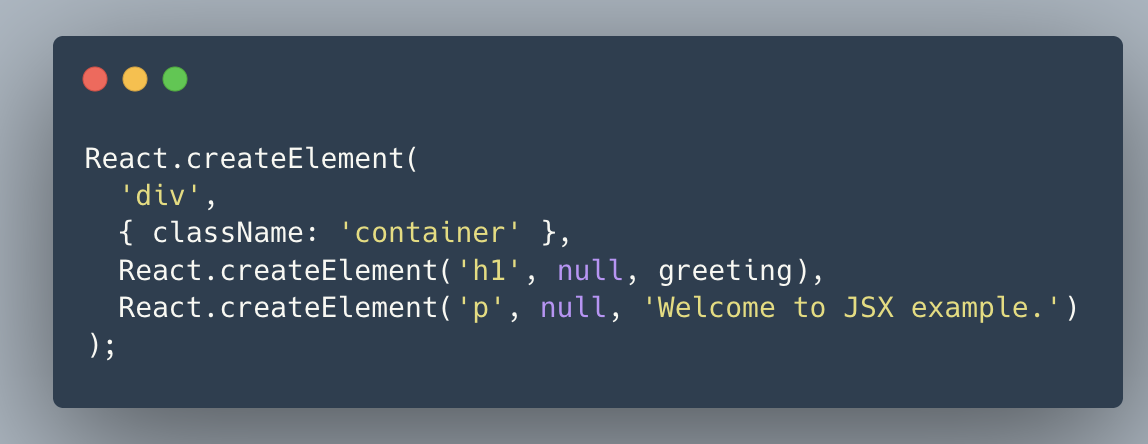 React.createElement(
  'div',
  { className: 'container' },
  React.createElement('h1', null, greeting),
  React.createElement('p', null, 'Welcome to JSX example.')
);